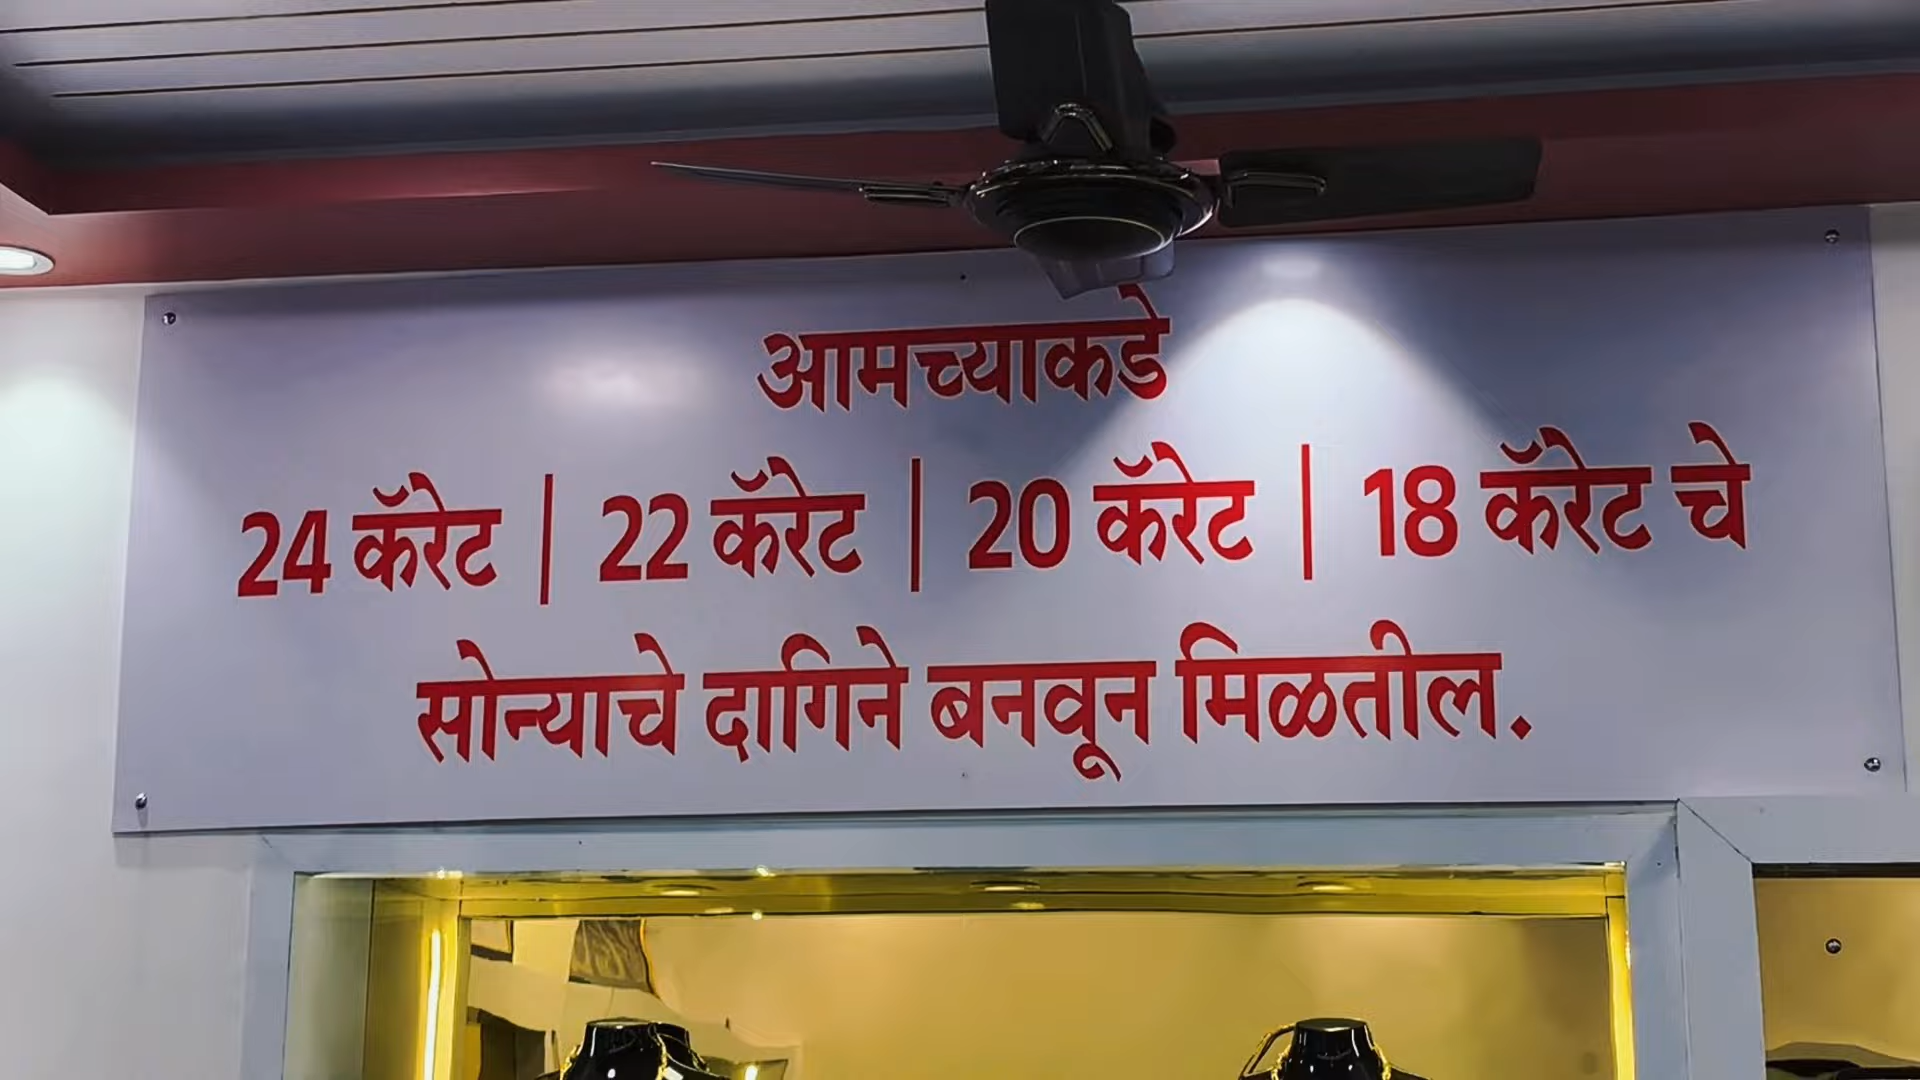 आमच्याकडे
24 कॅरेट | 22 कॅरेट | 20 कॅरेट | 18 कॅरेट चे
सोन्याचे दागिने बनवून मिळतील.